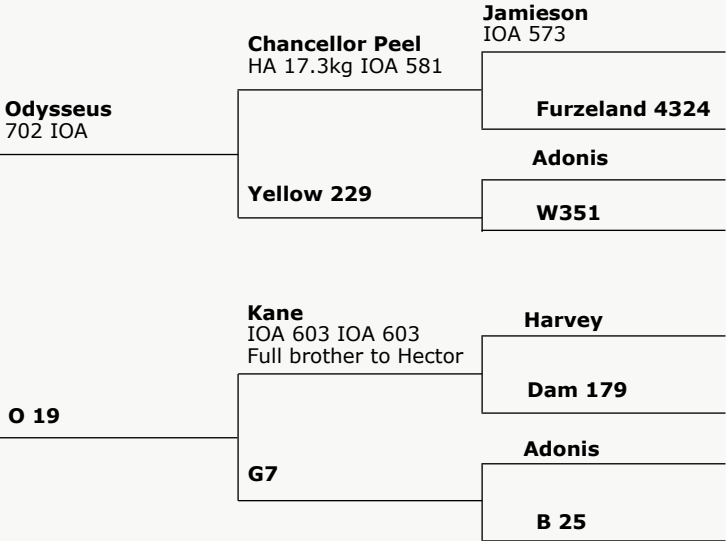 Jamieson
IOA 573
Chancellor Peel
HA 17.3kg IOA 581
Furzeland 4324
Odysseus
702 IOA
Adonis
Yellow 229
W351
Kane
IOA 603 IOA 603
Full brother to Hector
Harvey
Dam 179
O 19
Adonis
G7
B 25